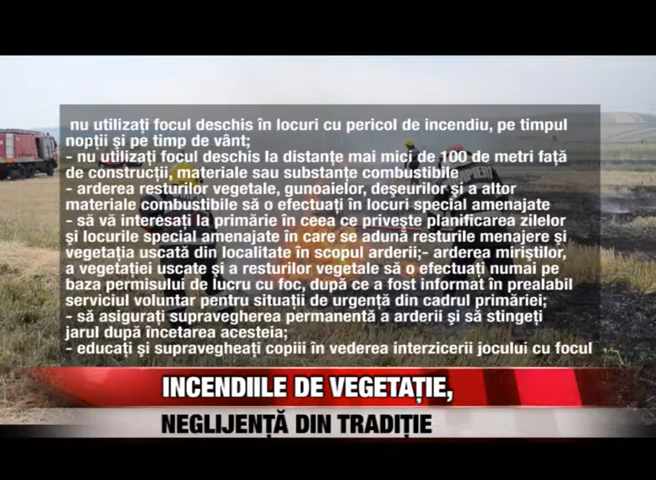 nu utilizați focul deschis în locuri cu pericol de incendiu, pe timpul
nopții și pe timp de vânt;
- nu utilizați focul deschis la distanțe mai mici de 100 de metri față
de construcții, materiale sau substanțe combustibile
- arderea resturilor vegetale, gunoaielor, deșeurilor și a altor
materiale combustibile să o efectuați în locuri special amenajate
- să vă interesați la primărie în ceea ce privește planificarea zilelor
și locurile special amenajate în care se adună resturile menajere și
vegetația uscată din localitate în scopul arderii;- arderea miriștilor,
a vegetației uscate și a resturilor vegetale să o efectuați numai pe
baza permisului de lucru cu foc, după ce a fost informat în prealabil
serviciul voluntar pentru situații de urgență din cadrul primăriei;
- să asigurați supravegherea permanentă a arderii și să stingeți
jarul după încetarea acesteia;
- educați și supravegheați copiii în vederea interzicerii jocului cu focul
INCENDIILE DE VEGETAȚIE,
NEGLIJENȚĂ DIN TRADIȚIE